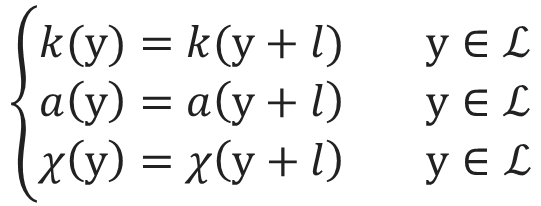 k(y) = k(y + l) y ∈ ℒ
a(y) = a(y + l) y ∈ ℒ
χ(y) = χ(y + l) y ∈ ℒ